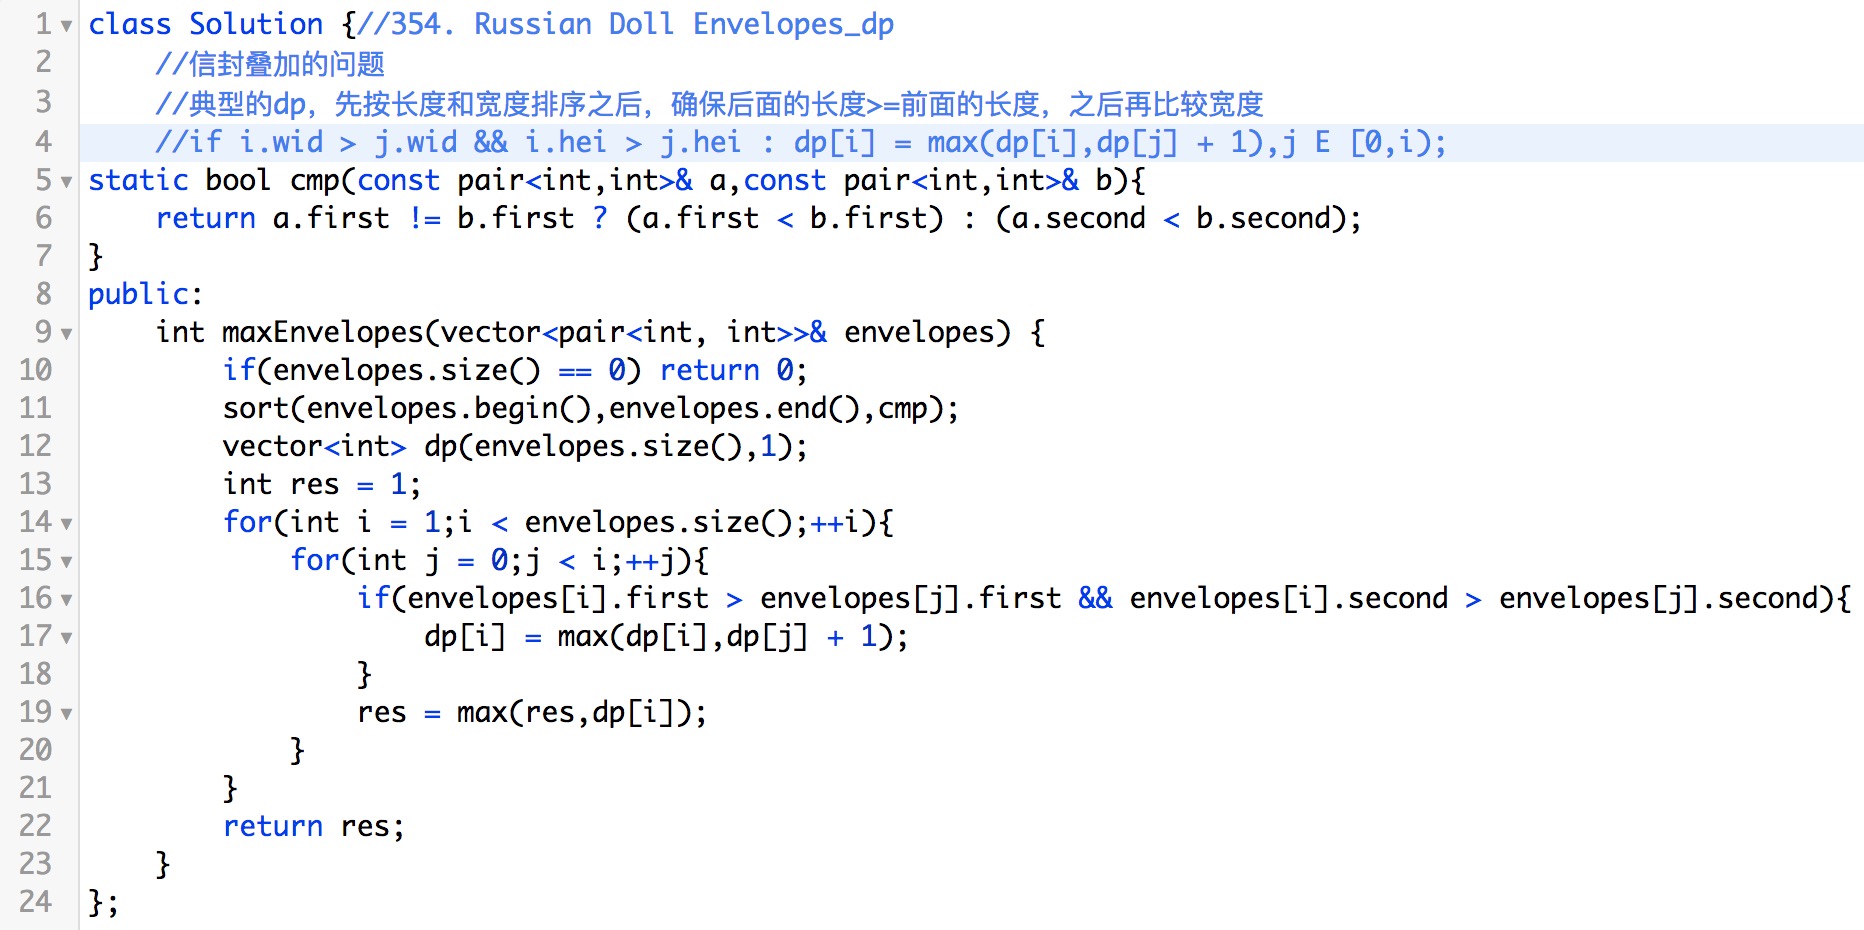 1 class Solution {//354. Russian Doll Envelopes_dp
2     //信封叠加的问题
3     //典型的dp，先按长度和宽度排序之后，确保后面的长度>=前面的长度，之后再比较宽度
4     //if i.wid > j.wid && i.hei > j.hei : dp[i] = max(dp[i],dp[j] + 1),j E [0,i);
5 static bool cmp(const pair<int,int>& a,const pair<int,int>& b){
6     return a.first != b.first ? (a.first < b.first) : (a.second < b.second);
7 }
8 public:
9     int maxEnvelopes(vector<pair<int, int>>& envelopes) {
10         if(envelopes.size() == 0) return 0;
11         sort(envelopes.begin(),envelopes.end(),cmp);
12         vector<int> dp(envelopes.size(),1);
13         int res = 1;
14         for(int i = 1;i < envelopes.size();++i){
15             for(int j = 0;j < i;++j){
16                 if(envelopes[i].first > envelopes[j].first && envelopes[i].second > envelopes[j].second){
17                     dp[i] = max(dp[i],dp[j] + 1);
18                 }
19                 res = max(res,dp[i]);
20             }
21         }
22         return res;
23     }
24 };